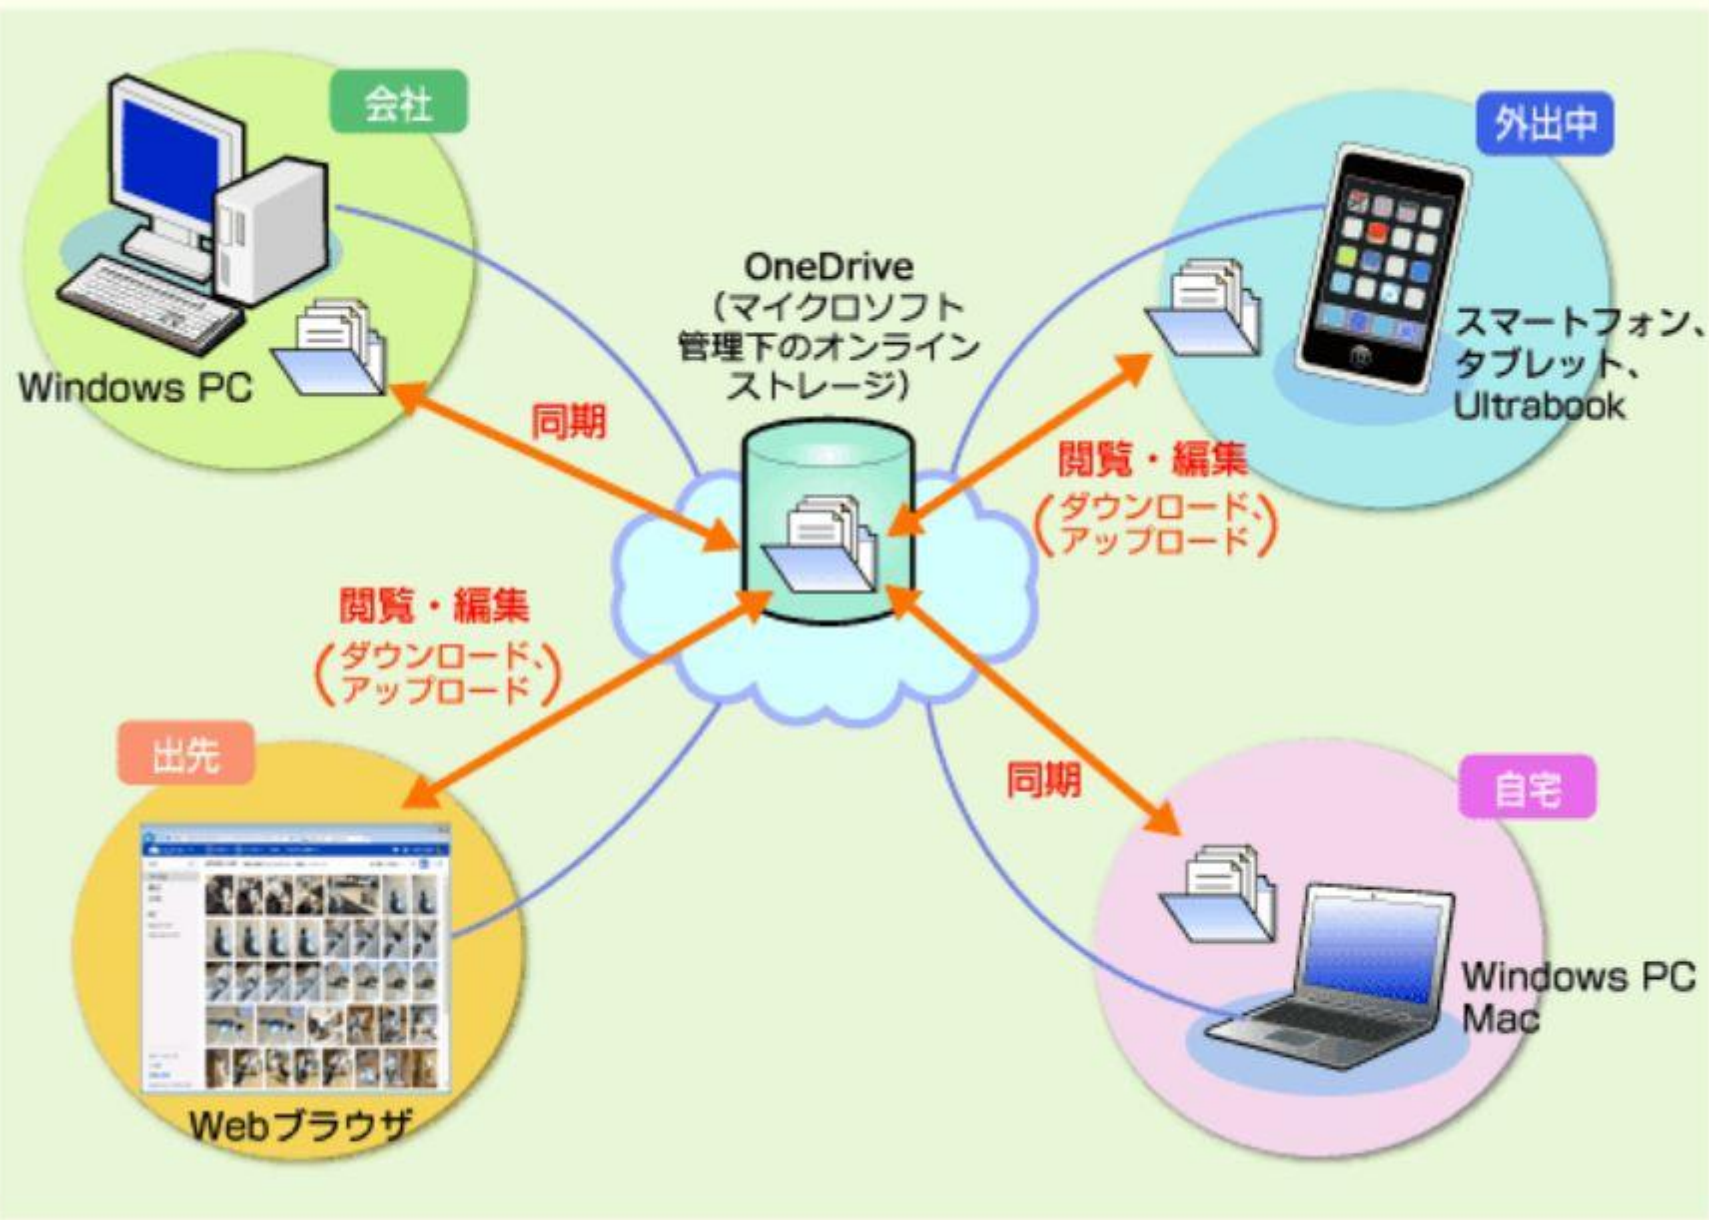 会社
外出中
OneDrive
（マイクロソフト
管理下のオンライン
ストレージ）
Windows PC
スマートフォン、
タブレット、
Ultrabook
同期
閲覧・編集
（ダウンロード、
アップロード）
閲覧・編集
（ダウンロード、
アップロード）
出先
同期
自宅
Windows PC
Mac
Webブラウザ